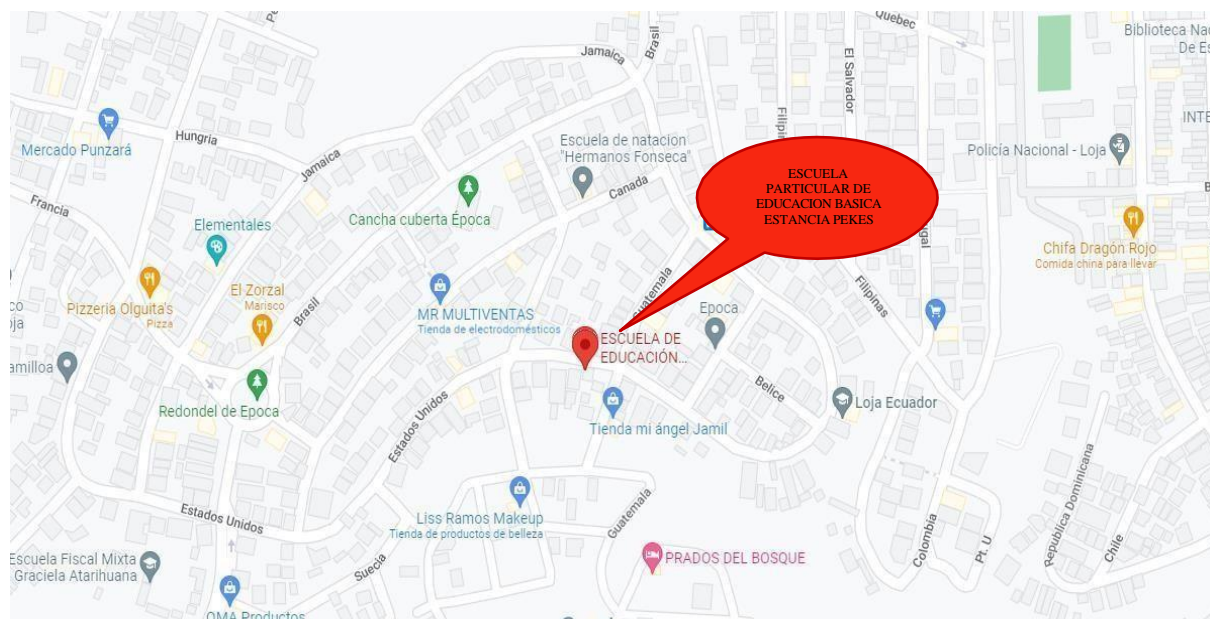 Quebec
Biblioteca Na
De Es
Jamaica
Brasil
El Salvador
Filipinas
INTE
Hungria
Mercado Punzará
Jamaica
Escuela de natacion
"Hermanos Fonseca"
Canada
ESCUELA
PARTICULAR DE
EDUCACION BASICA
ESTANCIA PEKES
Policía Nacional - Loja
Francia
Elementales
Cancha cuberta Época
Chifa Dragón Rojo
Comida china para llevar
El Zorzal
Marisco
Pizzeria Olguita's
Pizza
Brasil
MR MULTIVENTAS
Tienda de electrodomésticos
Guatemala
Epoca
Filipinas
ESCUELA DE
EDUCACIÓN...
amilloa
Redondel de Epoca
Belice
Loja Ecuador
Estados Unidos
Tienda mi ángel Jamil
Estados Unidos
Liss Ramos Makeup
Tienda de productos de belleza
Guatemala
Suecia
PRADOS DEL BOSQUE
Colombia
Pt. U
Republica Dominicana
Chile
Escuela Fiscal Mixta
Graciela Atarihuana
OMA Productos